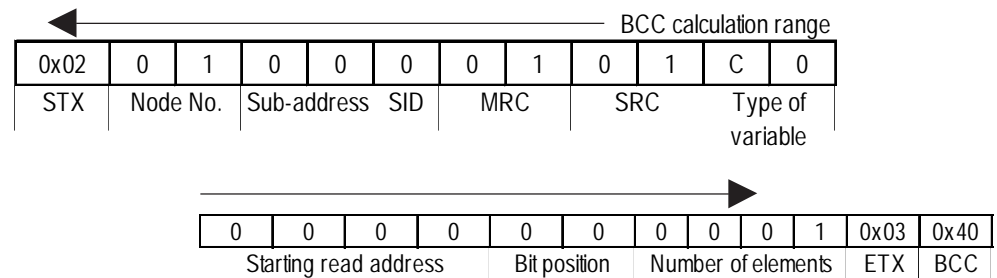 BCC calculation range
0x02 0 1 0 0 0 0 1 0 1 C 0
STX Node No. Sub-address SID MRC SRC Type of
variable
0 0 0 0 0 0 0 0 0 1 0x03 0x40
Starting read address Bit position Number of elements ETX BCC